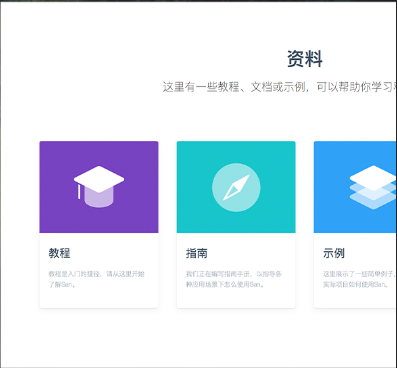 资料
这里有一些教程、文档或示例，可以帮助你学习
教程
教程是入门的捷径，请从这里开始
了解San。
指南
我们正在编写指南手册，以指导各
种应用场景下怎么使用San。
示例
这里展示了一些简单例子，
实际项目如何使用San。